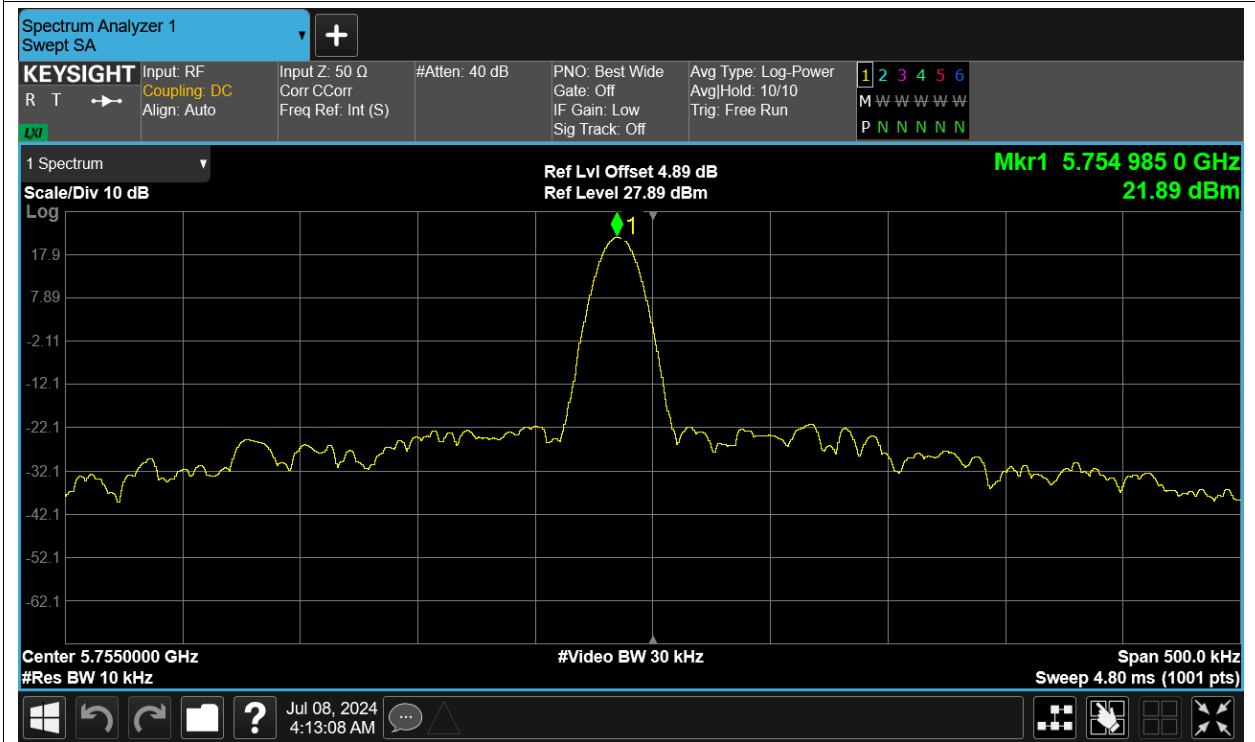 Spectrum Analyzer 1
Swept SA
KEYSIGHT
R T
LXI
Input: RF
Coupling: DC
Align: Auto
Input Z: 50 Ω
Corr CCorr
Freq Ref: Int (S)
#Atten: 40 dB
PNO: Best Wide
Gate: Off
IF Gain: Low
Sig Track: Off
Avg Type: Log-Power
Avg|Hold: 10/10
Trig: Free Run
1 2 3 4 5 6
M W W W W W
P N N N N N
1 Spectrum
Scale/Div 10 dB
Log
Ref Lvl Offset 4.89 dB
Ref Level 27.89 dBm
Mkr1 5.754 985 0 GHz
21.89 dBm
1
17.9
7.89
-2.11
-12.1
-22.1
-32.1
-42.1
-52.1
-62.1
Center 5.7550000 GHz
#Res BW 10 kHz
#Video BW 30 kHz
Span 500.0 kHz
Sweep 4.80 ms (1001 pts)
?
Jul 08, 2024
4:13:08 AM